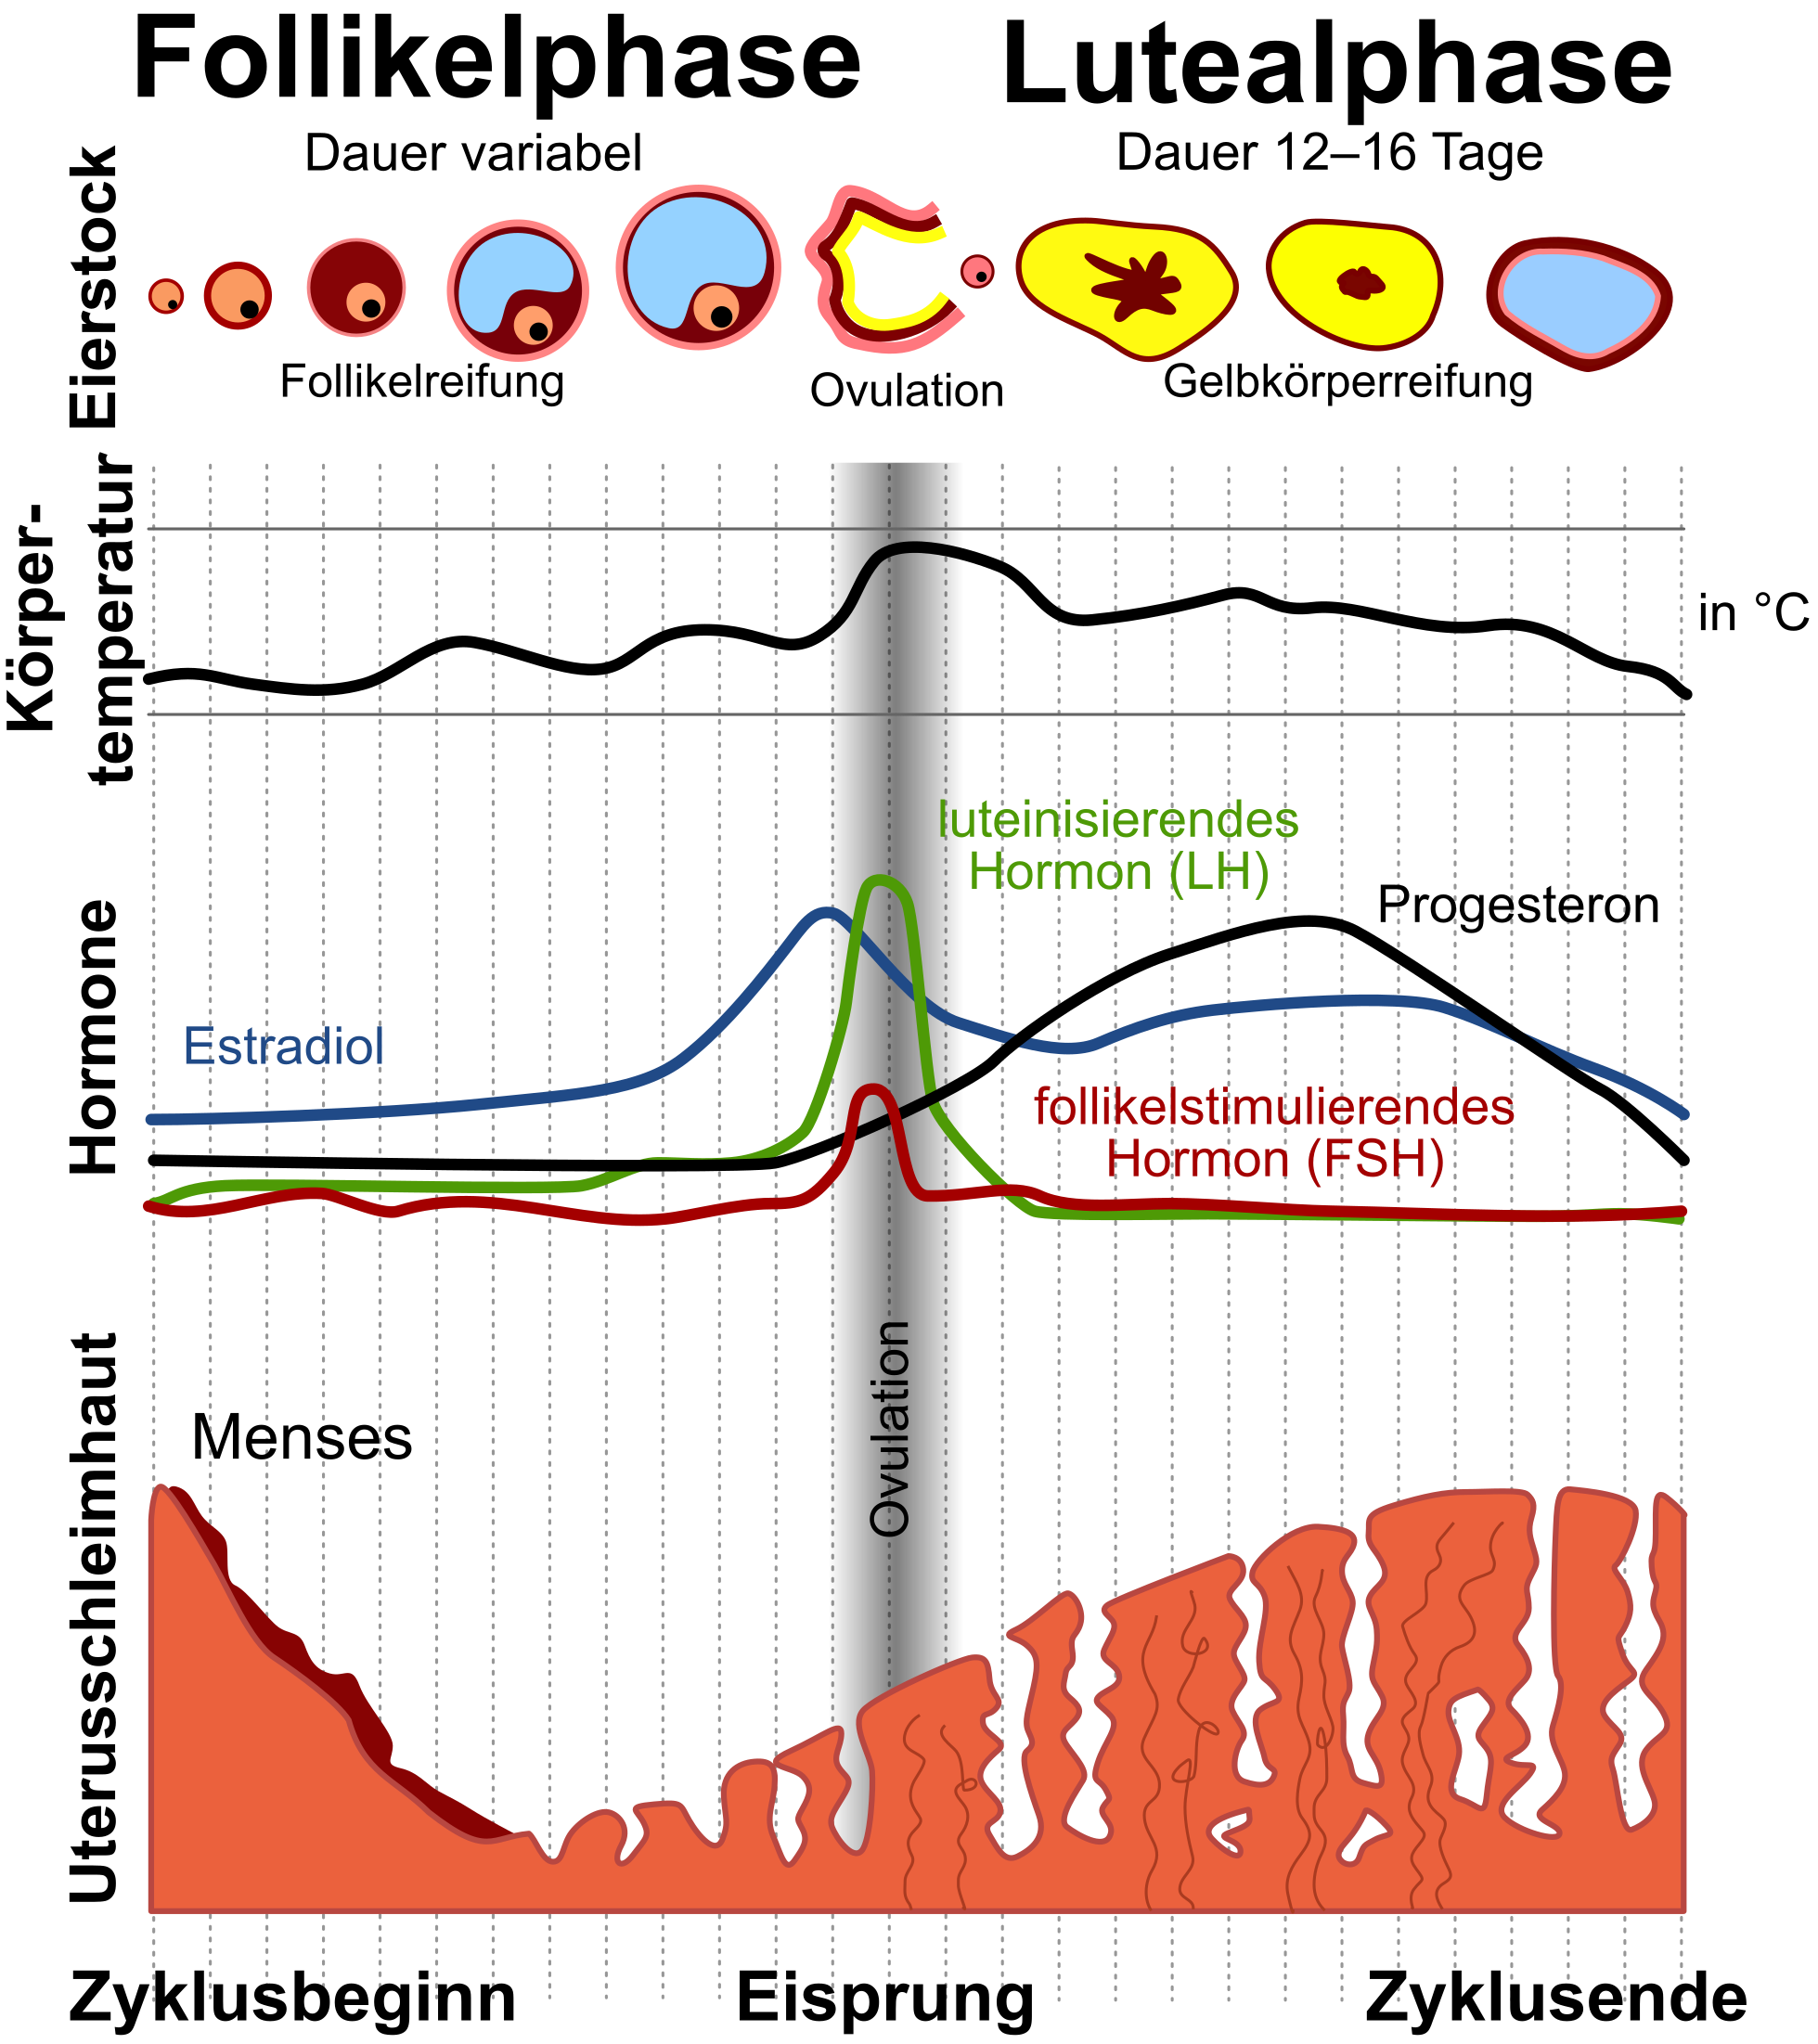 Follikelphase
Lutealphase
Dauer variabel
Dauer 12–16 Tage
Eierstock
Follikelreifung
Ovulation
Gelbkörperreifung
Körper-
temperatur
in °C
Hormone
luteinisierendes
Hormon (LH)
Progesteron
Estradiol
follikelstimulierendes
Hormon (FSH)
Uterusschleimhaut
Menses
Ovulation
Zyklusbeginn
Eisprung
Zyklusende